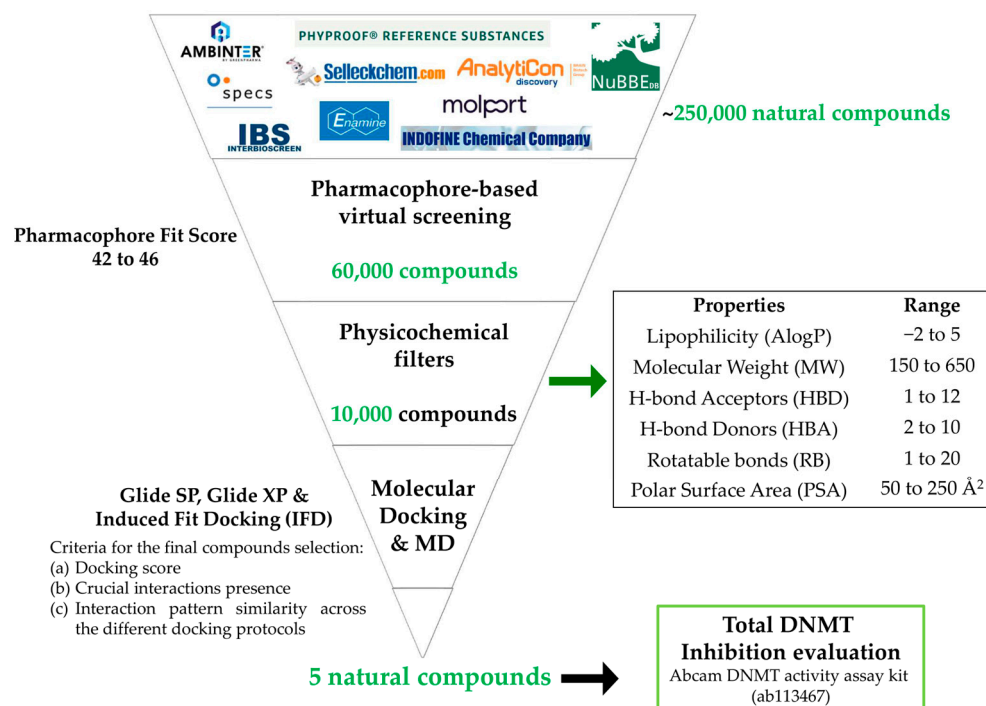 AMBINTER®
BY GREENPHARMA
PHYPROOF® REFERENCE SUBSTANCES
specs
Selleckchem.com
AnalytiCon
discovery
NuBBE DB
IBS
INTERBIOSCREEN
Enamine
molport
INDOFINE Chemical Company
~250,000 natural compounds
Pharmacophore-based
virtual screening
60,000 compounds
Pharmacophore Fit Score
42 to 46
Physicochemical
filters
10,000 compounds
Properties Range
Lipophilicity (AlogP) −2 to 5
Molecular Weight (MW) 150 to 650
H-bond Acceptors (HBD) 1 to 12
H-bond Donors (HBA) 2 to 10
Rotatable bonds (RB) 1 to 20
Polar Surface Area (PSA) 50 to 250 Å²
Molecular
Docking
& MD
Glide SP, Glide XP &
Induced Fit Docking (IFD)
Criteria for the final compounds selection:
(a) Docking score
(b) Crucial interactions presence
(c) Interaction pattern similarity across
the different docking protocols
5 natural compounds
Total DNMT
Inhibition evaluation
Abcam DNMT activity assay kit
(ab113467)